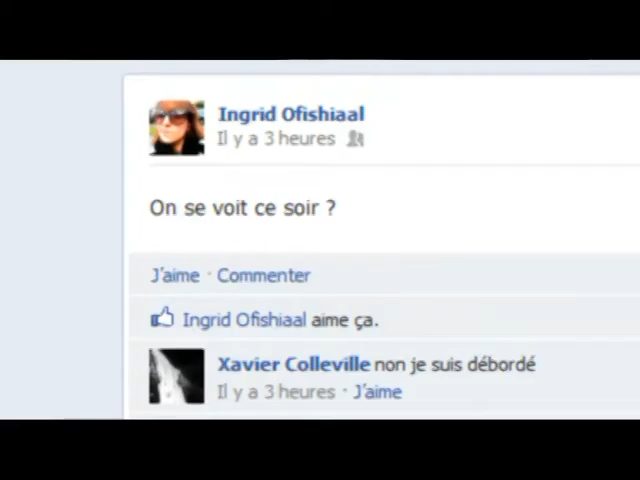 Ingrid Ofishiaal
Il y a 3 heures
On se voit ce soir ?
J'aime · Commenter
Ingrid Ofishiaal aime ça.
Xavier Colleville non je suis débordé
Il y a 3 heures · J'aime